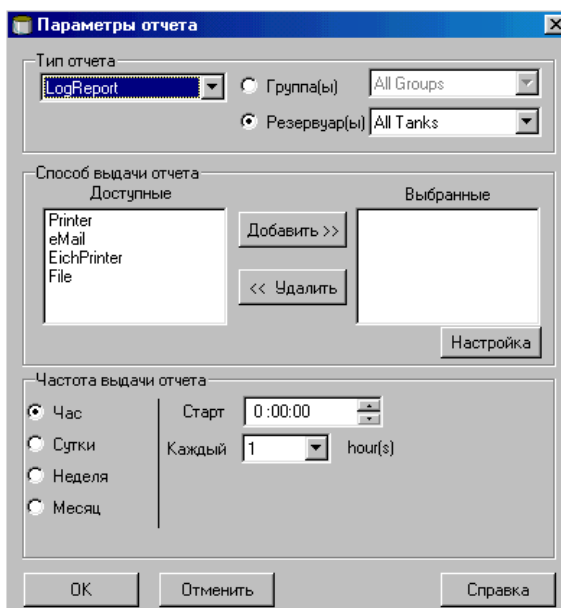 Параметры отчета
Тип отчета
LogReport
Группа(ы)
All Groups
Резервуар(ы)
All Tanks
Способ выдачи отчета
Доступные
Выбранные
Printer
eMail
EichPrinter
File
Добавить >>
<< Удалить
Настройка
Частота выдачи отчета
Час
Старт
0:00:00
Сутки
Каждый
1
hour(s)
Неделя
Месяц
OK
Отменить
Справка